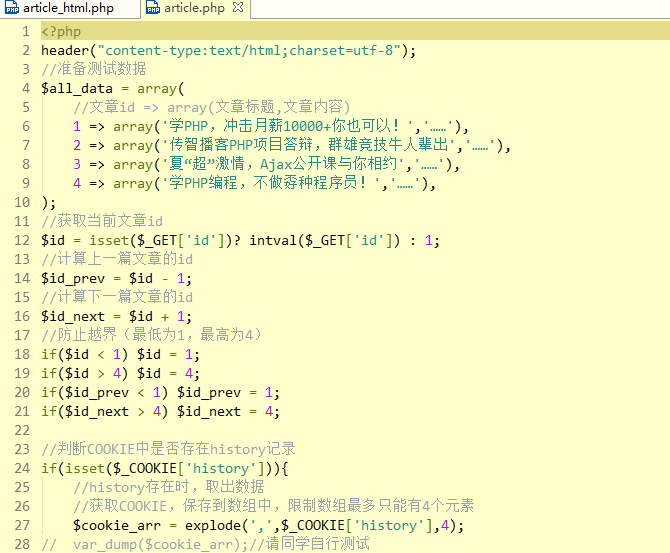 article_html.php article.php
1 <?php
2 header("content-type:text/html;charset=utf-8");
3 //准备测试数据
4 $all_data = array(
5 //文章id => array(文章标题,文章内容)
6 1 => array('学PHP，冲击月薪10000+你也可以！','……'),
7 2 => array('传智播客PHP项目答辩，群雄竞技牛人辈出','……'),
8 3 => array('夏“超”激情，Ajax公开课与你相约','……'),
9 4 => array('学PHP编程，不做孬种程序员！','……'),
10 );
11 //获取当前文章id
12 $id = isset($_GET['id'])? intval($_GET['id']) : 1;
13 //计算上一篇文章的id
14 $id_prev = $id - 1;
15 //计算下一篇文章的id
16 $id_next = $id + 1;
17 //防止越界（最低为1，最高为4）
18 if($id < 1) $id = 1;
19 if($id > 4) $id = 4;
20 if($id_prev < 1) $id_prev = 1;
21 if($id_next > 4) $id_next = 4;
22
23 //判断COOKIE中是否存在history记录
24 if(isset($_COOKIE['history'])){
25 //history存在时，取出数据
26 //获取COOKIE，保存到数组中，限制数组最多只能有4个元素
27 $cookie_arr = explode(',',$_COOKIE['history'],4);
28 // var_dump($cookie_arr);//请同学自行测试